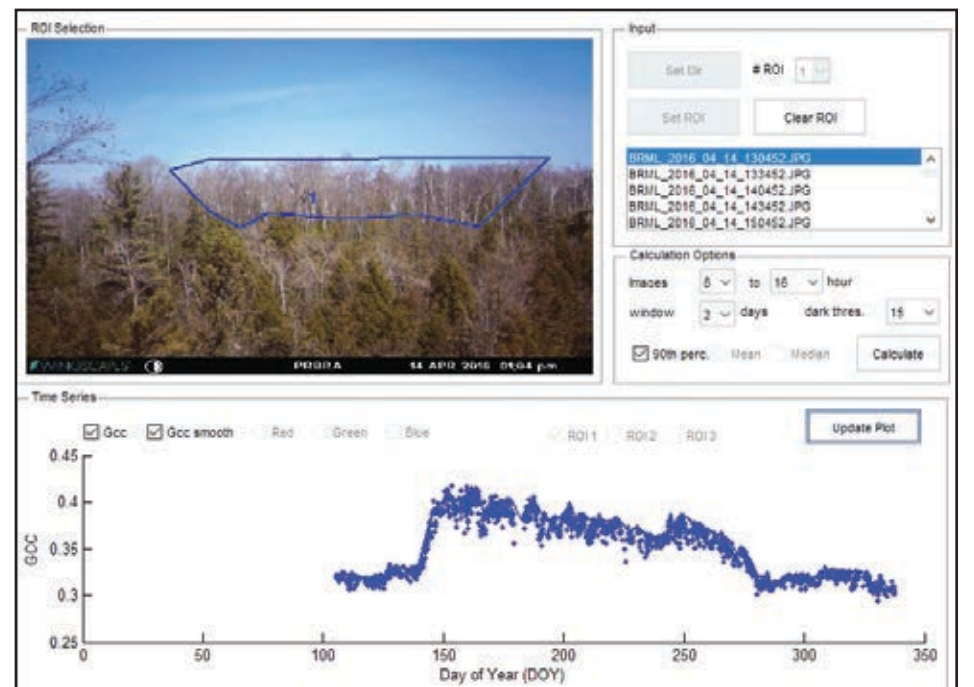 ROI Selection
WINGSCAPES PRBRA 14 APR 2016 01:04 pm
1
Input
Set Dir # ROI 1
Set ROI Clear ROI
BRML_2016_04_14_130452.JPG
BRML_2016_04_14_133452.JPG
BRML_2016_04_14_140452.JPG
BRML_2016_04_14_143452.JPG
BRML_2016_04_14_150452.JPG
Calculation Options
Images to hour
window days dark thres. 15
90th perc. Mean Median Calculate
Time Series
Gcc Gcc smooth Red Green Blue ROI 1 ROI 2 ROI 3 Update Plot
GCC
0.45
0.4
0.35
0.3
0.25
0 50 100 150 200 250 300 350
Day of Year (DOY)